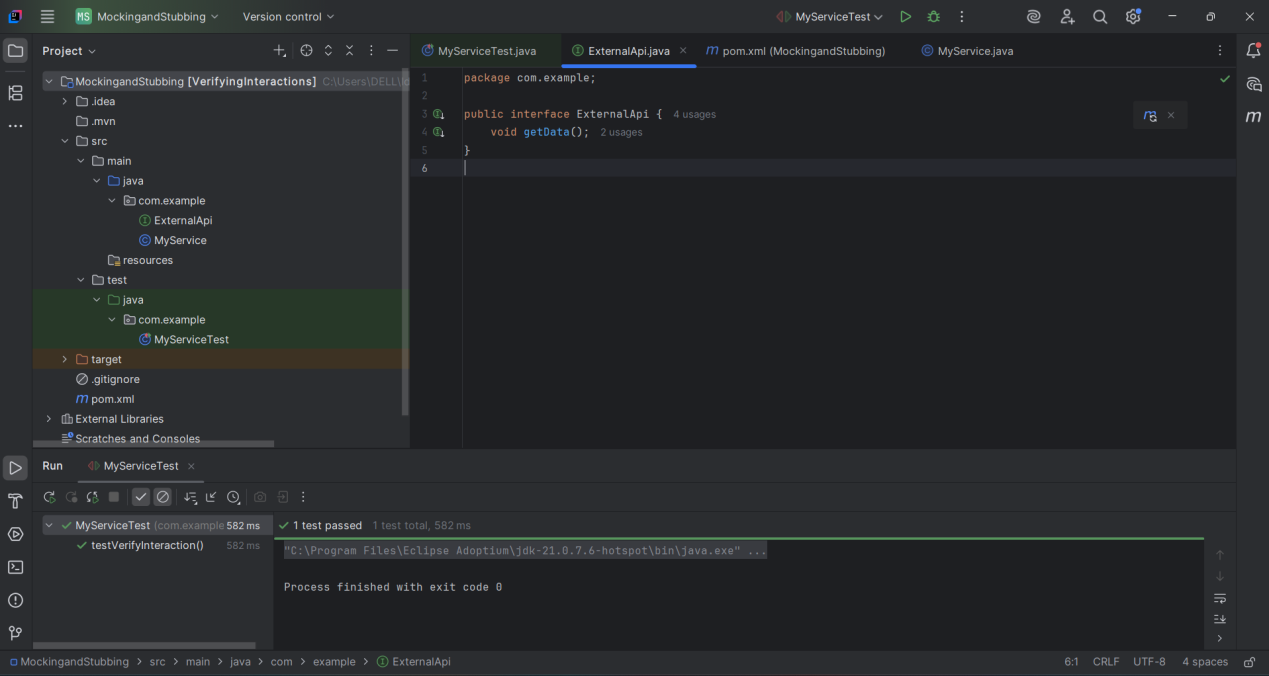 MS MockingandStubbing Version control MyServiceTest
Project
MyServiceTest.java ExternalApi.java pom.xml (MockingandStubbing) MyService.java
MockingandStubbing [VerifyingInteractions] C:\Users\DELL\Id
.idea
.mvn
src
main
java
com.example
ExternalApi
MyService
resources
test
java
com.example
MyServiceTest
target
.gitignore
pom.xml
External Libraries
Scratches and Consoles
1 package com.example;
2
3 public interface ExternalApi { 4 usages
4 void getData(); 2 usages
5 }
6
Run MyServiceTest
MyServiceTest (com.example 582 ms
testVerifyInteraction() 582 ms
1 test passed 1 test total, 582 ms
"C:\Program Files\Eclipse Adoptium\jdk-21.0.7.6-hotspot\bin\java.exe" ...
Process finished with exit code 0
MockingandStubbing > src > main > java > com > example > ExternalApi 6:1 CRLF UTF-8 4 spaces